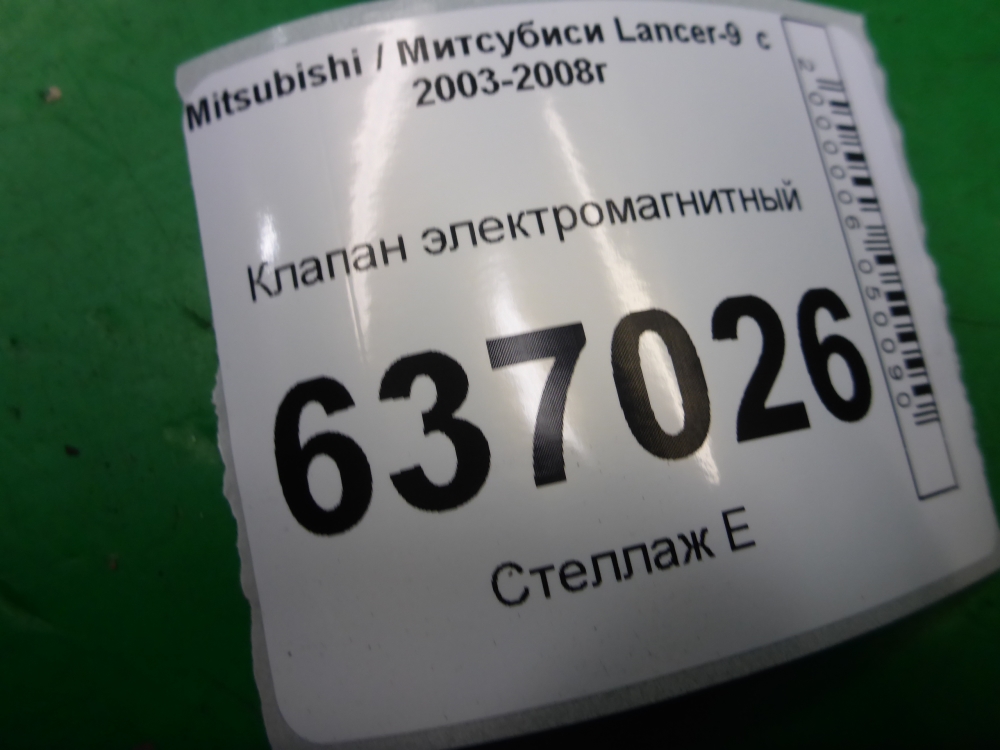 Mitsubishi / Митсубиси Lancer-9 с
2003-2008г
Клапан электромагнитный
637026
Стеллаж Е
2000006050090